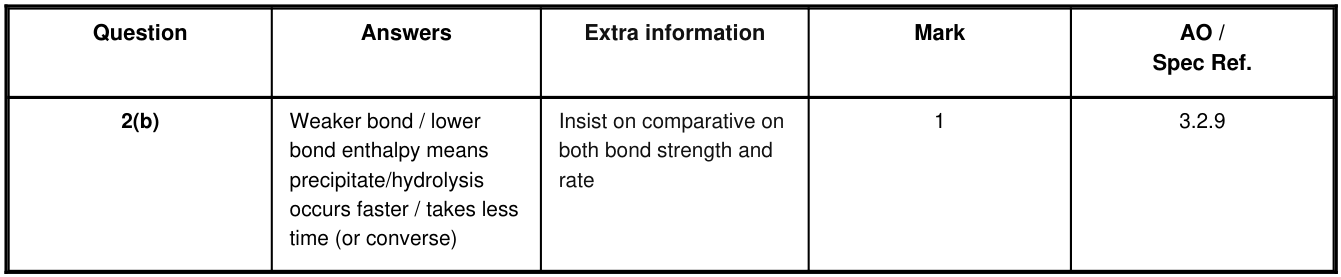 Question Answers Extra information Mark AO /
Spec Ref.
2(b) Weaker bond / lower Insist on comparative on 1 3.2.9
bond enthalpy means both bond strength and
precipitate/hydrolysis rate
occurs faster / takes less
time (or converse)